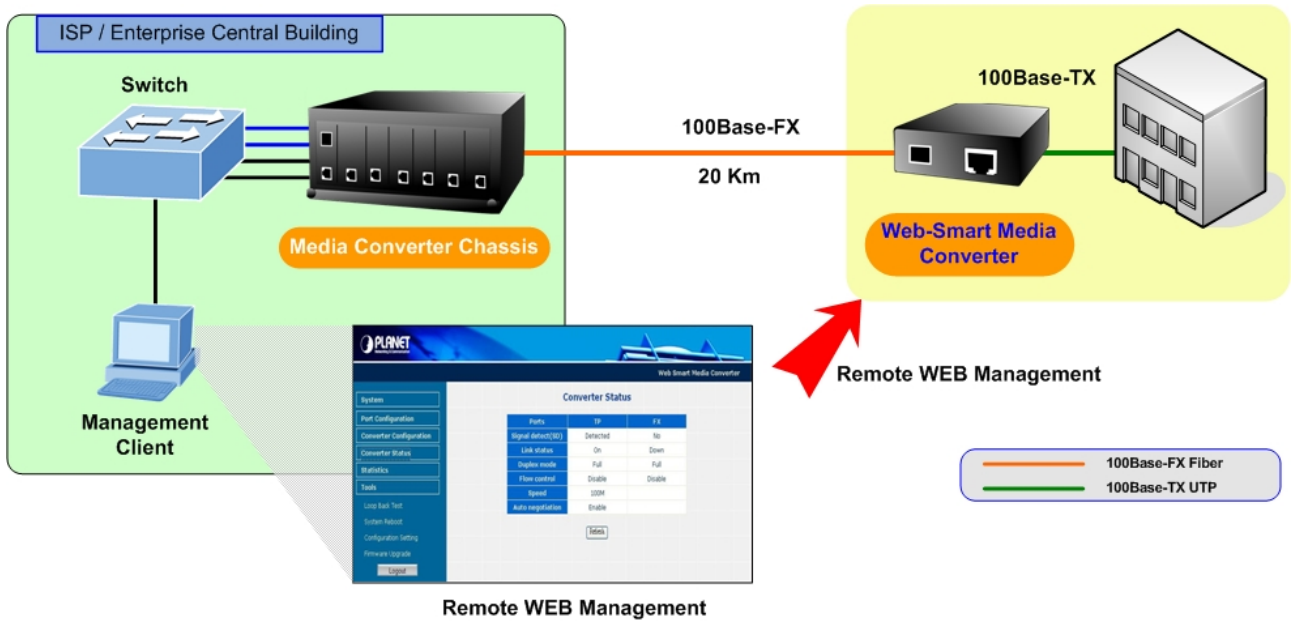 ISP / Enterprise Central Building
Switch
Media Converter Chassis
Management
Client
100Base-FX
20 Km
100Base-TX
Web-Smart Media
Converter
Remote WEB Management
100Base-FX Fiber
100Base-TX UTP
PLANET
Web Smart Media Converter
System
Port Configuration
Converter Configuration
Converter Status
Statistics
Tools
Loop Back Test
System Reboot
Configuration Setting
Firmware Upgrade
Logout
Converter Status
Ports TP FX
Signal detect(SD) Detected No
Link status On Down
Duplex mode Full Full
Flow control Disable Disable
Speed 100M
Auto negotiation Enable
Refresh
Remote WEB Management